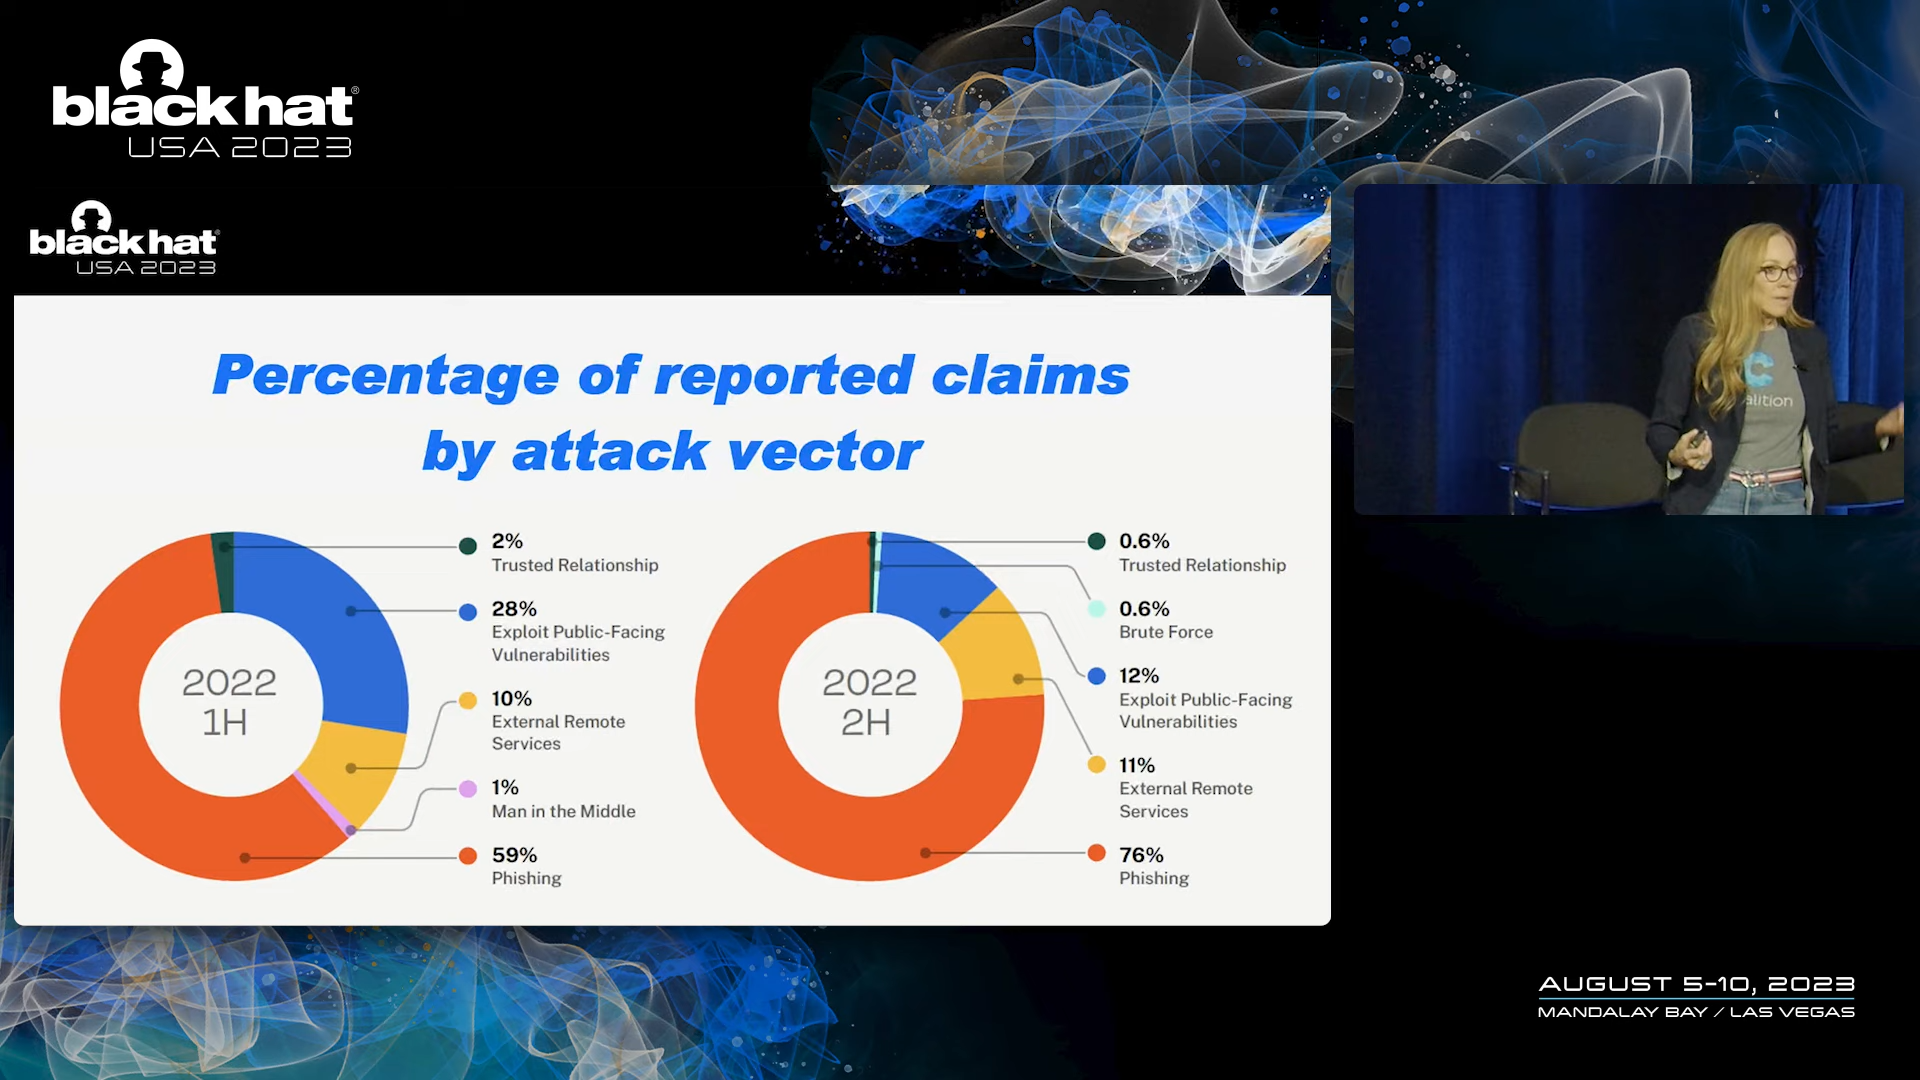 black hat®
USA 2023
black hat®
USA 2023
Percentage of reported claims
by attack vector
2022
1H
2%
Trusted Relationship
28%
Exploit Public-Facing
Vulnerabilities
10%
External Remote
Services
1%
Man in the Middle
59%
Phishing
2022
2H
0.6%
Trusted Relationship
0.6%
Brute Force
12%
Exploit Public-Facing
Vulnerabilities
11%
External Remote
Services
76%
Phishing
alition
AUGUST 5-10, 2023
MANDALAY BAY / LAS VEGAS